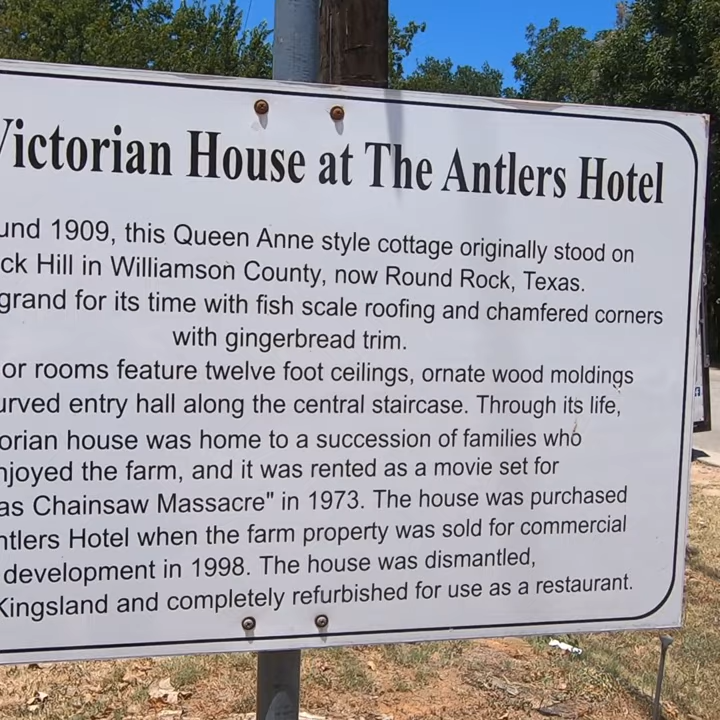 Victorian House at The Antlers Hotel
und 1909, this Queen Anne style cottage originally stood on
ck Hill in Williamson County, now Round Rock, Texas.
grand for its time with fish scale roofing and chamfered corners
with gingerbread trim.
or rooms feature twelve foot ceilings, ornate wood moldings
urved entry hall along the central staircase. Through its life,
orian house was home to a succession of families who
njoyed the farm, and it was rented as a movie set for
as Chainsaw Massacre" in 1973. The house was purchased
ntlers Hotel when the farm property was sold for commercial
development in 1998. The house was dismantled,
Kingsland and completely refurbished for use as a restaurant.